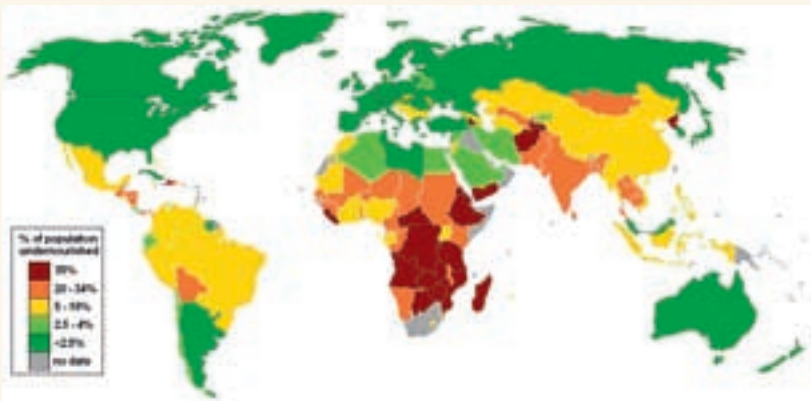 % of population
undernourished
35%
20 - 34%
5 - 19%
2.5 - 4%
<2.5%
no data